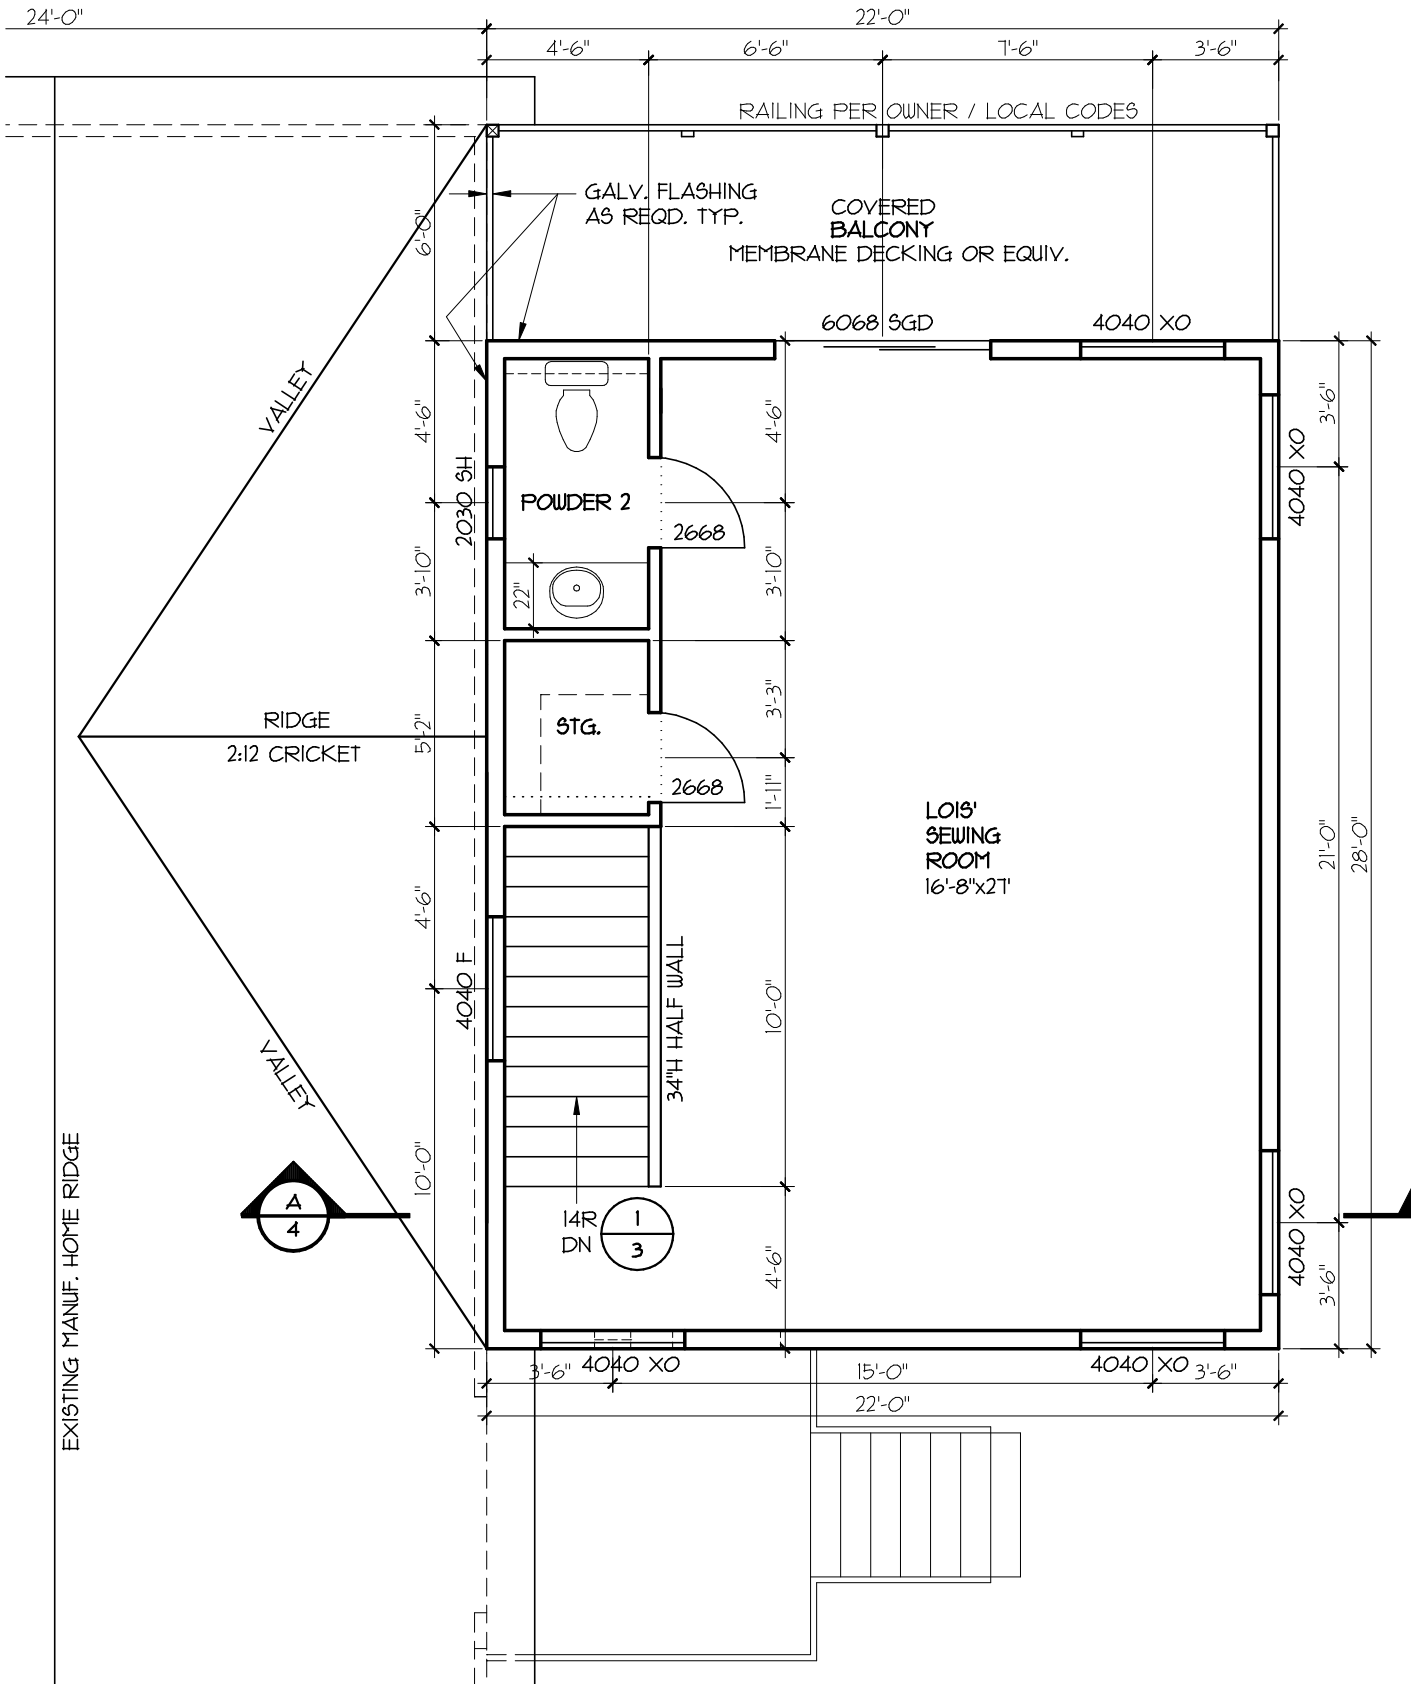 24'-0"
22'-0"
4'-6"
6'-6"
7'-6"
3'-6"
RAILING PER OWNER / LOCAL CODES
GALV. FLASHING
AS REQD. TYP.
COVERED
BALCONY
MEMBRANE DECKING OR EQUIV.
6'-0"
6068 SGD
4040 XO
VALLEY
4'-6"
4'-6"
3'-6"
2030 SH
POWDER 2
2668
4040 XO
3'-10"
22"
3'-10"
RIDGE
2:12 CRICKET
5'-2"
STG.
3'-3"
2668
1'-11"
LOIS'
SEWING
ROOM
16'-8"x27'
21'-0"
28'-0"
4'-6"
4040 F
34"H HALF WALL
10'-0"
VALLEY
10'-0"
EXISTING MANUF. HOME RIDGE
A
4
14R
DN
1
3
4'-6"
4040 XO
3'-6"
3'-6"
4040 XO
15'-0"
4040 XO
3'-6"
22'-0"